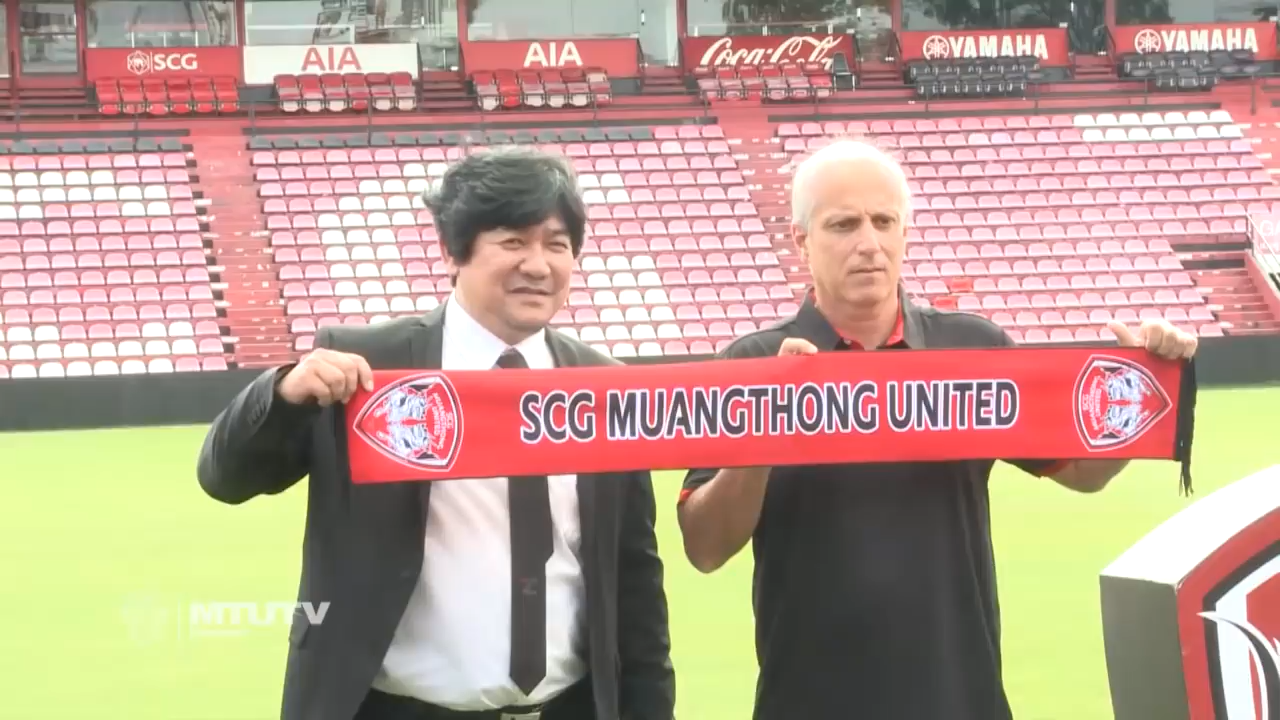 SCG
AIA
AIA
Coca-Cola
YAMAHA
YAMAHA
SCG MUANGTHONG UNITED
MTUTV